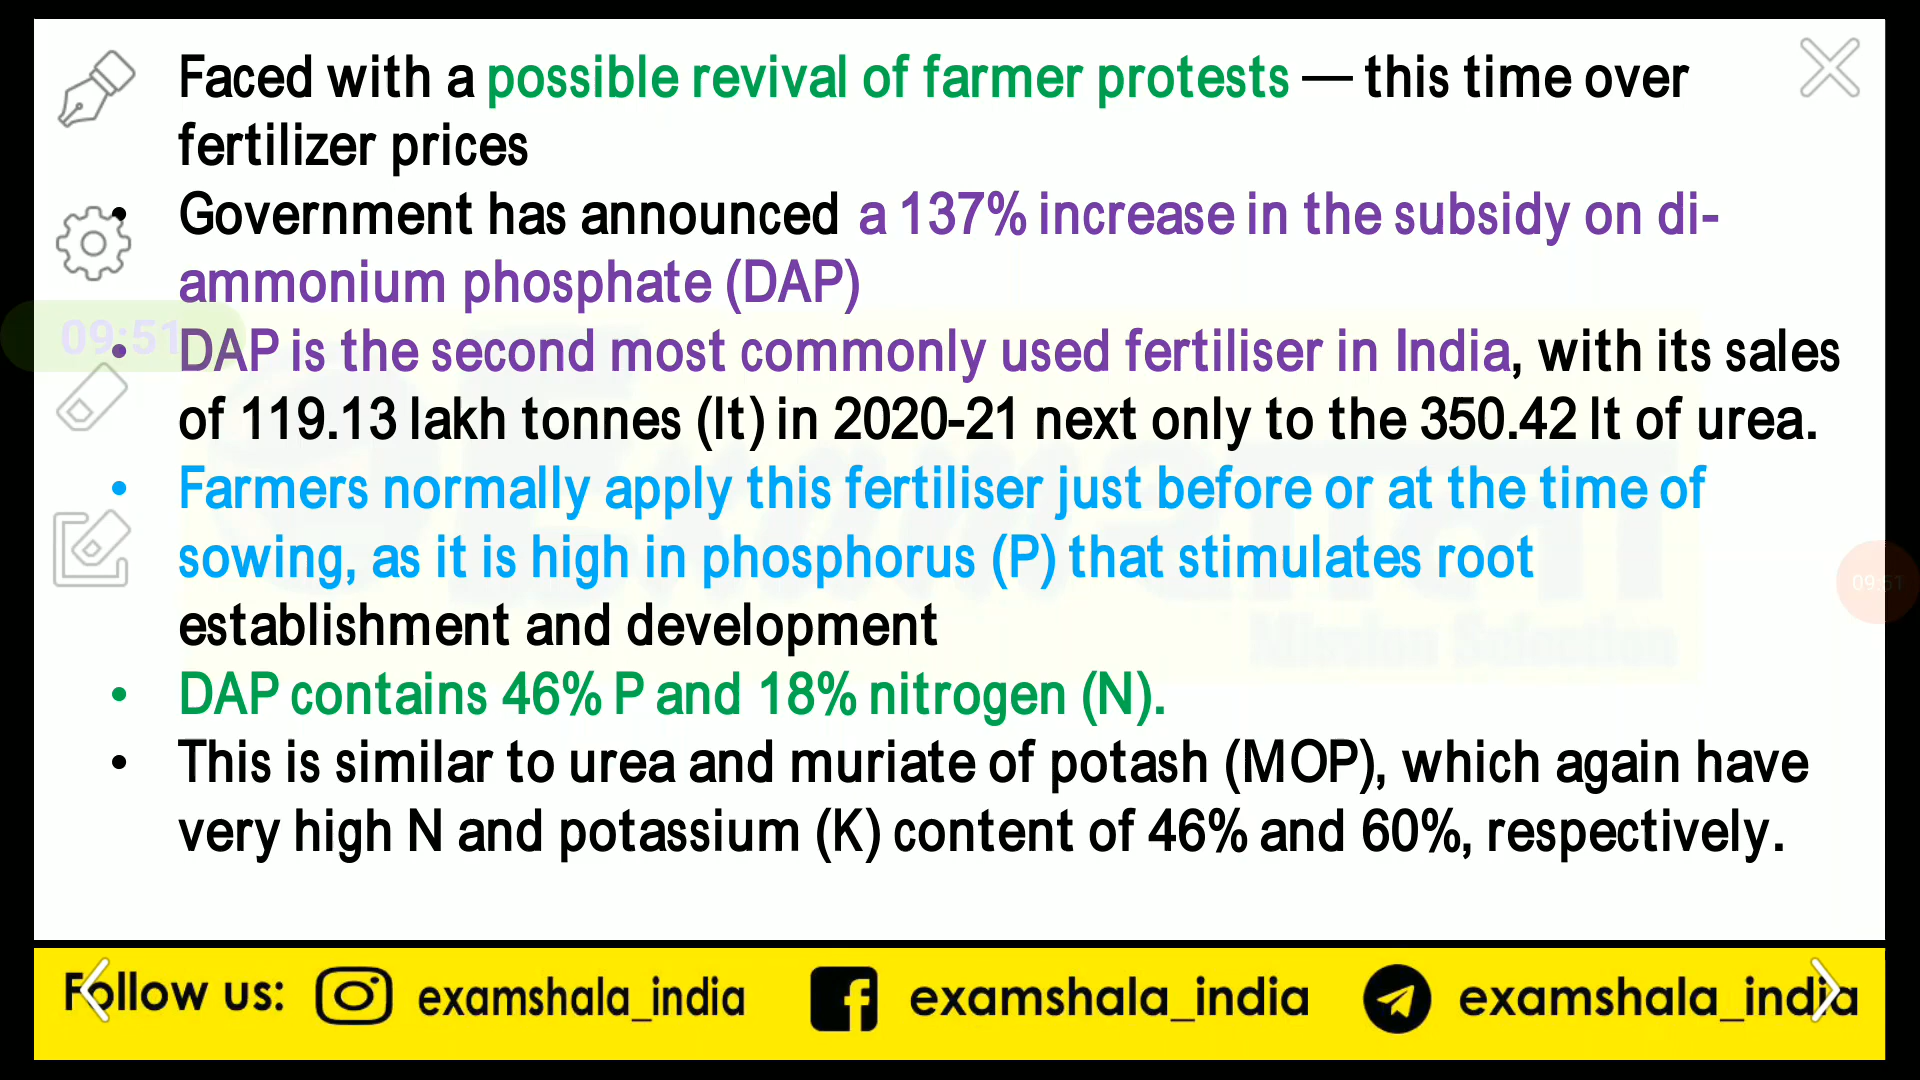 Faced with a possible revival of farmer protests — this time over
fertilizer prices
• Government has announced a 137% increase in the subsidy on di-
ammonium phosphate (DAP)
09:51
• DAP is the second most commonly used fertiliser in India, with its sales
of 119.13 lakh tonnes (lt) in 2020-21 next only to the 350.42 lt of urea.
• Farmers normally apply this fertiliser just before or at the time of
sowing, as it is high in phosphorus (P) that stimulates root
09:51
establishment and development
Mission Selection
• DAP contains 46% P and 18% nitrogen (N).
• This is similar to urea and muriate of potash (MOP), which again have
very high N and potassium (K) content of 46% and 60%, respectively.
Follow us: examshala_india examshala_india examshala_india